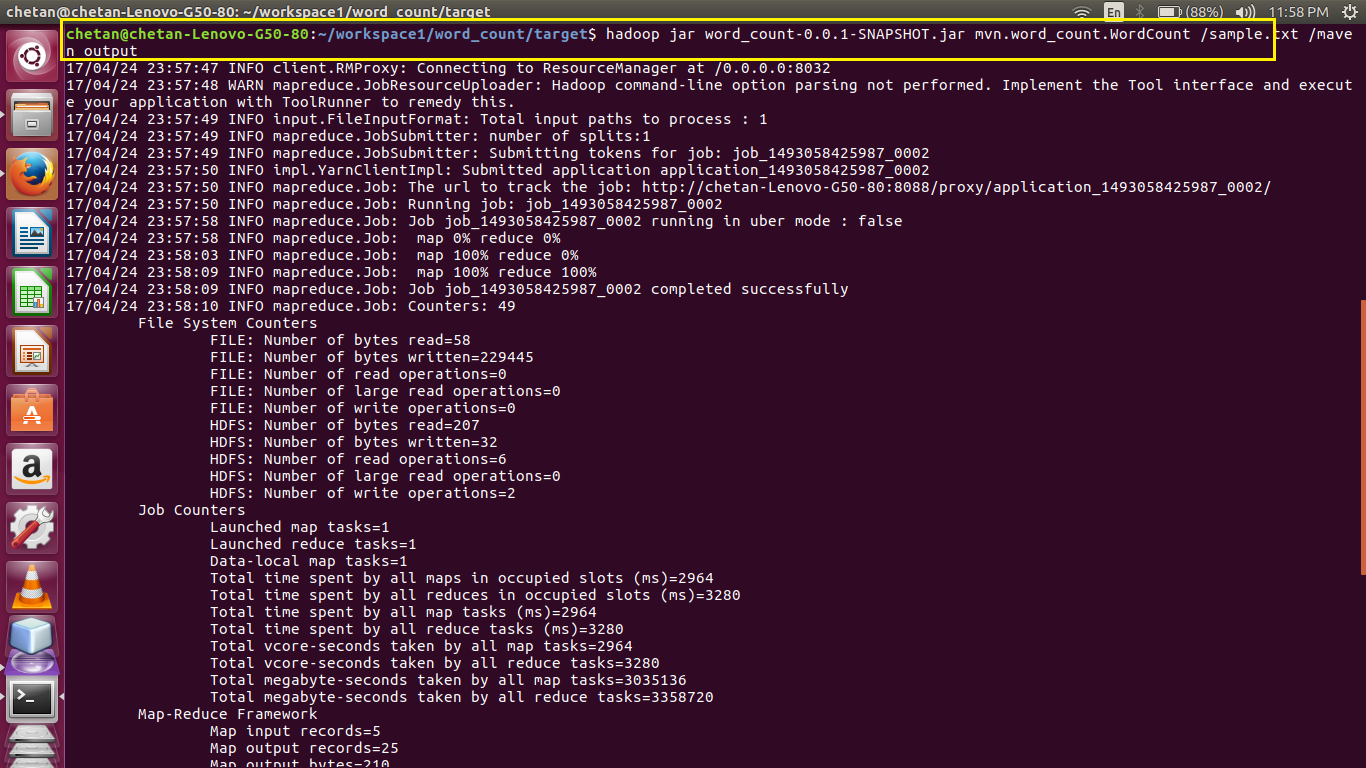 chetan@chetan-Lenovo-G50-80: ~/workspace1/word_count/target
En
(88%)
11:58 PM
chetan@chetan-Lenovo-G50-80:~/workspace1/word_count/target$ hadoop jar word_count-0.0.1-SNAPSHOT.jar mvn.word_count.WordCount /sample.txt /mave
n_output
17/04/24 23:57:47 INFO client.RMProxy: Connecting to ResourceManager at /0.0.0.0:8032
17/04/24 23:57:48 WARN mapreduce.JobResourceUploader: Hadoop command-line option parsing not performed. Implement the Tool interface and execut
e your application with ToolRunner to remedy this.
17/04/24 23:57:49 INFO input.FileInputFormat: Total input paths to process : 1
17/04/24 23:57:49 INFO mapreduce.JobSubmitter: number of splits:1
17/04/24 23:57:49 INFO mapreduce.JobSubmitter: Submitting tokens for job: job_1493058425987_0002
17/04/24 23:57:50 INFO impl.YarnClientImpl: Submitted application application_1493058425987_0002
17/04/24 23:57:50 INFO mapreduce.Job: The url to track the job: http://chetan-Lenovo-G50-80:8088/proxy/application_1493058425987_0002/
17/04/24 23:57:50 INFO mapreduce.Job: Running job: job_1493058425987_0002
17/04/24 23:57:58 INFO mapreduce.Job: Job job_1493058425987_0002 running in uber mode : false
17/04/24 23:57:58 INFO mapreduce.Job:  map 0% reduce 0%
17/04/24 23:58:03 INFO mapreduce.Job:  map 100% reduce 0%
17/04/24 23:58:09 INFO mapreduce.Job:  map 100% reduce 100%
17/04/24 23:58:09 INFO mapreduce.Job: Job job_1493058425987_0002 completed successfully
17/04/24 23:58:10 INFO mapreduce.Job: Counters: 49
File System Counters
FILE: Number of bytes read=58
FILE: Number of bytes written=229445
FILE: Number of read operations=0
FILE: Number of large read operations=0
FILE: Number of write operations=0
HDFS: Number of bytes read=207
HDFS: Number of bytes written=32
HDFS: Number of read operations=6
HDFS: Number of large read operations=0
HDFS: Number of write operations=2
Job Counters
Launched map tasks=1
Launched reduce tasks=1
Data-local map tasks=1
Total time spent by all maps in occupied slots (ms)=2964
Total time spent by all reduces in occupied slots (ms)=3280
Total time spent by all map tasks (ms)=2964
Total time spent by all reduce tasks (ms)=3280
Total vcore-seconds taken by all map tasks=2964
Total vcore-seconds taken by all reduce tasks=3280
Total megabyte-seconds taken by all map tasks=3035136
Total megabyte-seconds taken by all reduce tasks=3358720
Map-Reduce Framework
Map input records=5
Map output records=25
Map output bytes=210